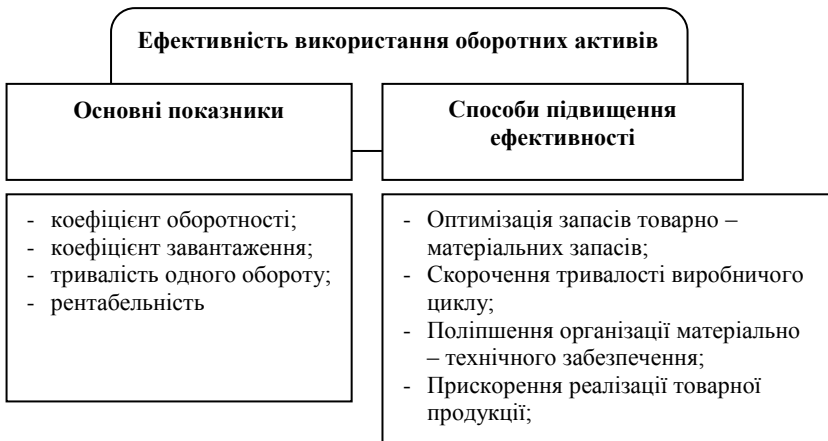 Ефективність використання оборотних активів
Основні показники
Способи підвищення
ефективності
- коефіцієнт оборотності;
- коефіцієнт завантаження;
- тривалість одного обороту;
- рентабельність
- Оптимізація запасів товарно –
матеріальних запасів;
- Скорочення тривалості виробничого
циклу;
- Поліпшення організації матеріально
– технічного забезпечення;
- Прискорення реалізації товарної
продукції;